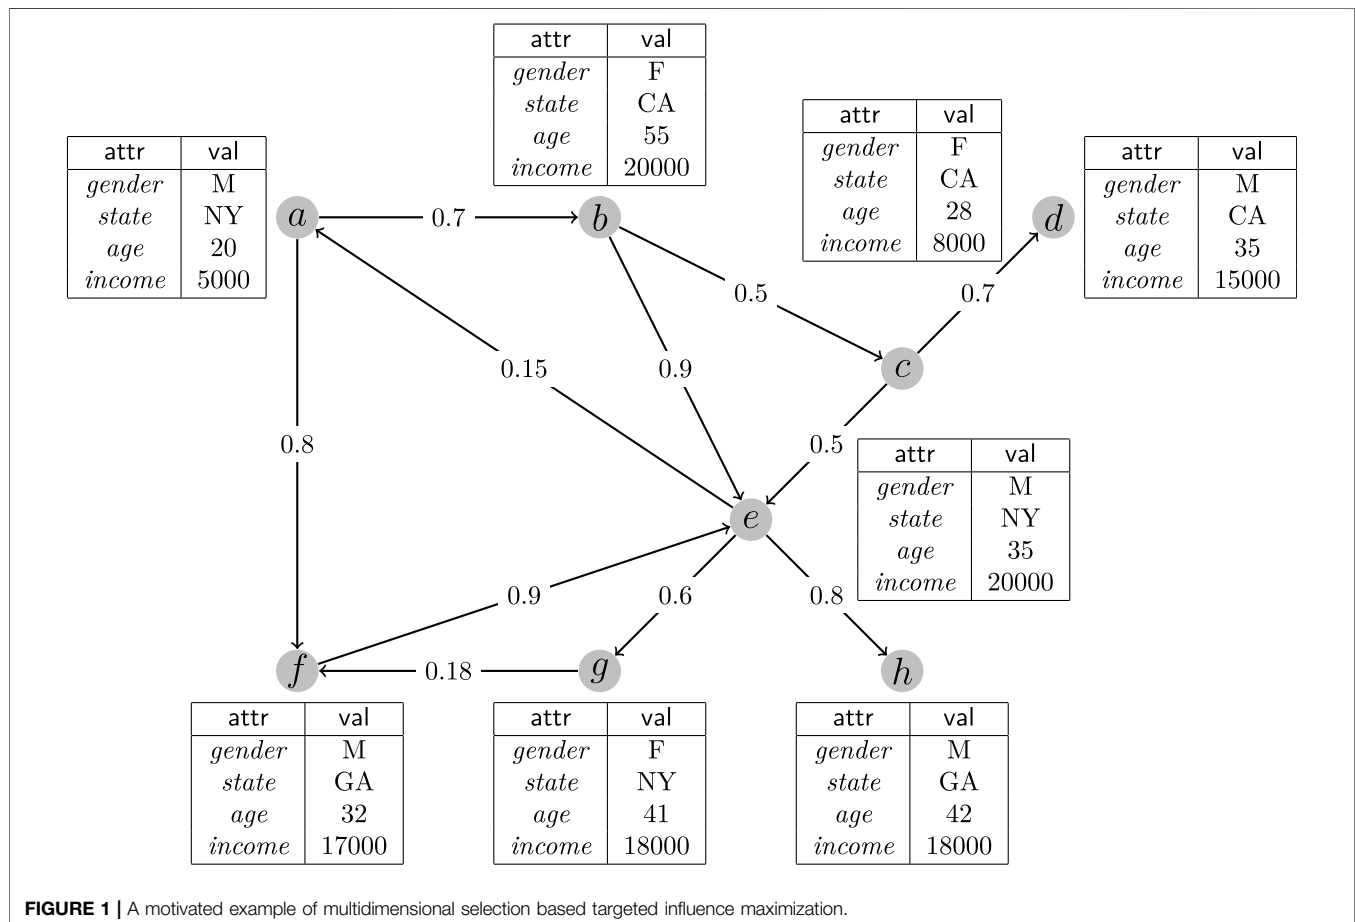 attr val
gender F
state CA
age 55
income 20000
attr val
gender F
state CA
age 28
income 8000
attr val
gender M
state NY
age 20
income 5000
attr val
gender M
state CA
age 35
income 15000
a
0.7
b
d
0.5
0.7
0.15
0.9
c
0.8
0.5
attr val
gender M
state NY
age 35
income 20000
e
0.9
0.6
0.8
f
0.18
g
h
attr val
gender M
state GA
age 32
income 17000
attr val
gender F
state NY
age 41
income 18000
attr val
gender M
state GA
age 42
income 18000
FIGURE 1 | A motivated example of multidimensional selection based targeted influence maximization.